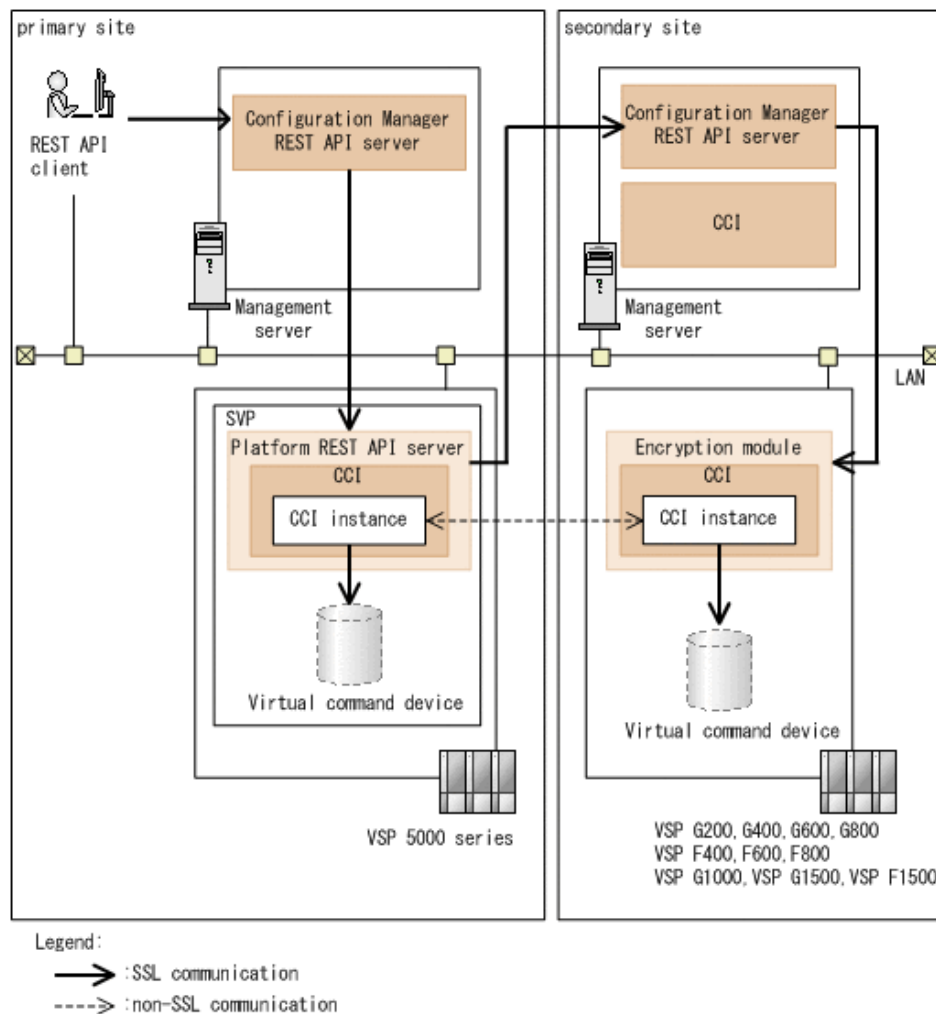 primary site
REST API
client
Configuration Manager
REST API server
Management
server
SVP
Platform REST API server
CCI
CCI instance
Virtual command device
VSP 5000 series
secondary site
Configuration Manager
REST API server
CCI
Management
server
LAN
Encryption module
CCI
CCI instance
Virtual command device
VSP G200, G400, G600, G800
VSP F400, F600, F800
VSP G1000, VSP G1500, VSP F1500
Legend:
:SSL communication
:non-SSL communication